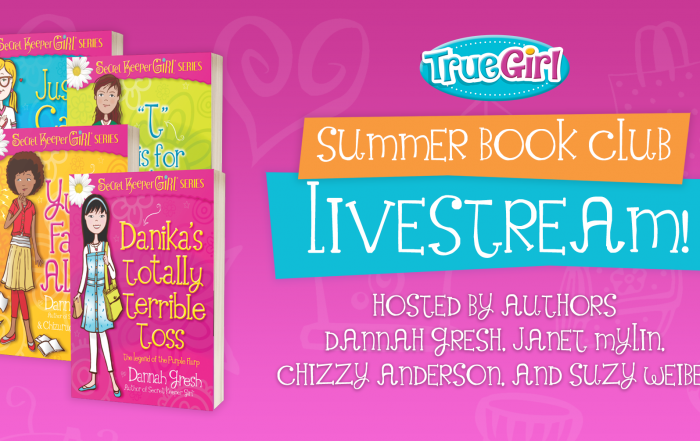 Secret Keeper Girl SERIES
Secret Keeper Girl SERIES
"T"
is for
Secret Keeper Girl SERIES
Secret Keeper Girl SERIES
Danika's
Totally
Terrible
Toss
The Legend of the Purple Flurp
Dannah Gresh
Author of Secret Keeper Girl
TrueGirl
SUMMER BOOK CLUB
LIVESTREAM!
HOSTED BY AUTHORS
DANNAH GRESH, JANET MYLIN,
CHIZZY ANDERSON, AND SUZY WEIBE